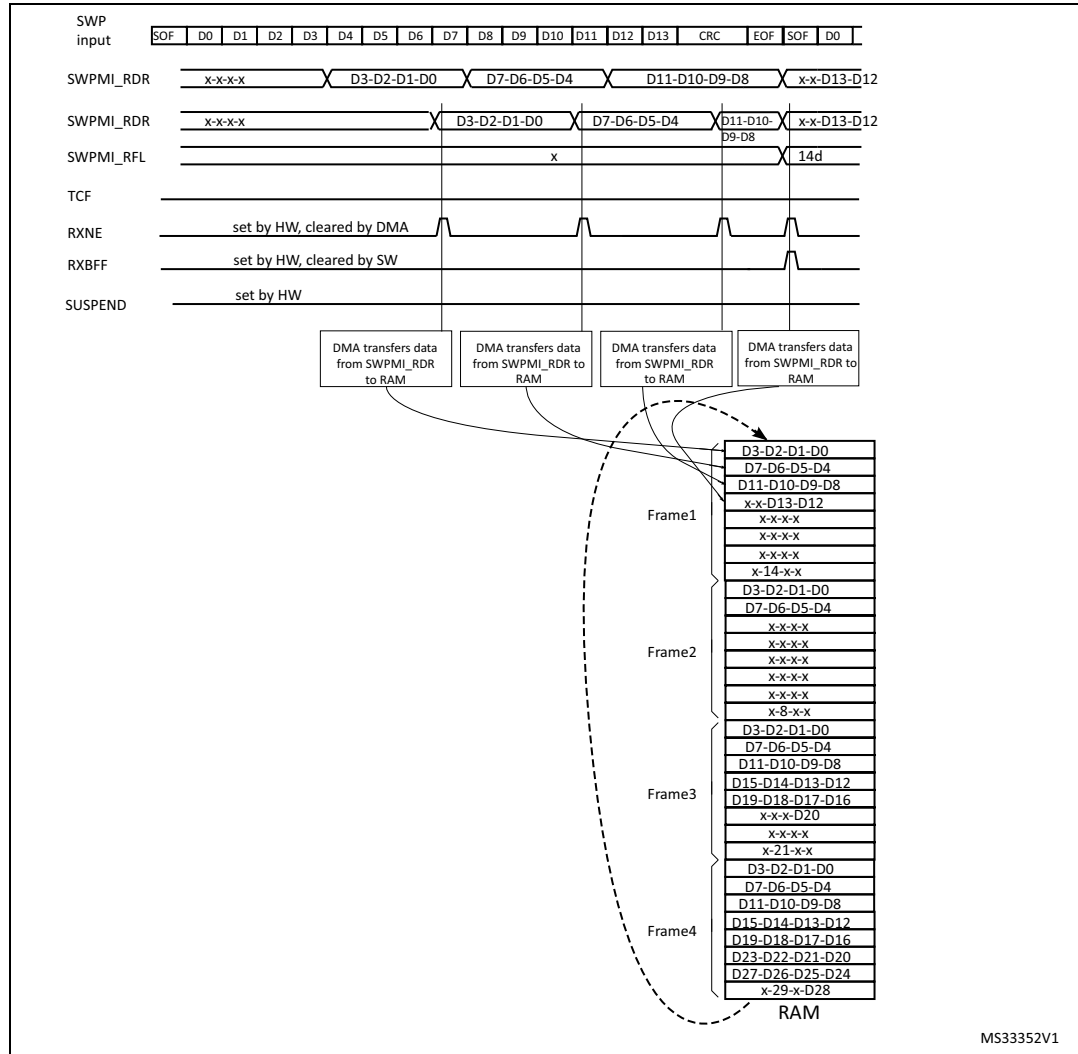 SWP input
SOF D0 D1 D2 D3 D4 D5 D6 D7 D8 D9 D10 D11 D12 D13 CRC EOF SOF D0
SWPMI_RDR x-x-x-x D3-D2-D1-D0 D7-D6-D5-D4 D11-D10-D9-D8 x-x-D13-D12
SWPMI_RDR x-x-x-x D3-D2-D1-D0 D7-D6-D5-D4 D11-D10-D9-D8 x-x-D13-D12
SWPMI_RFL x 14d
TCF
RXNE set by HW, cleared by DMA
RXBFF set by HW, cleared by SW
SUSPEND set by HW
DMA transfers data
from SWPMI_RDR
to RAM
DMA transfers data
from SWPMI_RDR to
RAM
DMA transfers data
from SWPMI_RDR
to RAM
DMA transfers data
from SWPMI_RDR to
RAM
Frame1
D3-D2-D1-D0
D7-D6-D5-D4
D11-D10-D9-D8
x-x-D13-D12
x-x-x-x
x-x-x-x
x-x-x-x
x-14-x-x
Frame2
D3-D2-D1-D0
D7-D6-D5-D4
x-x-x-x
x-x-x-x
x-x-x-x
x-x-x-x
x-x-x-x
x-8-x-x
Frame3
D3-D2-D1-D0
D7-D6-D5-D4
D11-D10-D9-D8
D15-D14-D13-D12
D19-D18-D17-D16
x-x-x-D20
x-x-x-x
x-21-x-x
Frame4
D3-D2-D1-D0
D7-D6-D5-D4
D11-D10-D9-D8
D15-D14-D13-D12
D19-D18-D17-D16
D23-D22-D21-D20
D27-D26-D25-D24
x-29-x-D28
RAM
MS33352V1